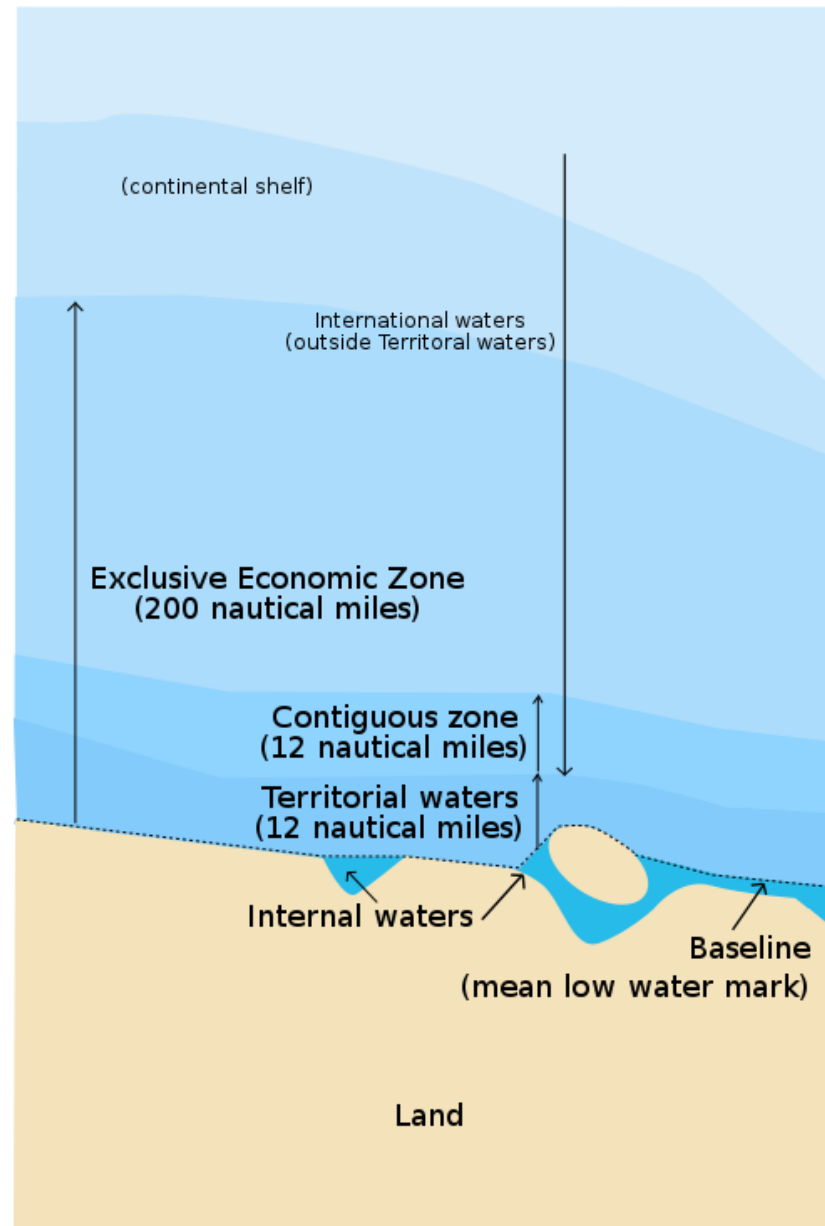 (continental shelf)
International waters
(outside Territoral waters)
Exclusive Economic Zone
(200 nautical miles)
Contiguous zone
(12 nautical miles)
Territorial waters
(12 nautical miles)
Internal waters
Baseline
(mean low water mark)
Land